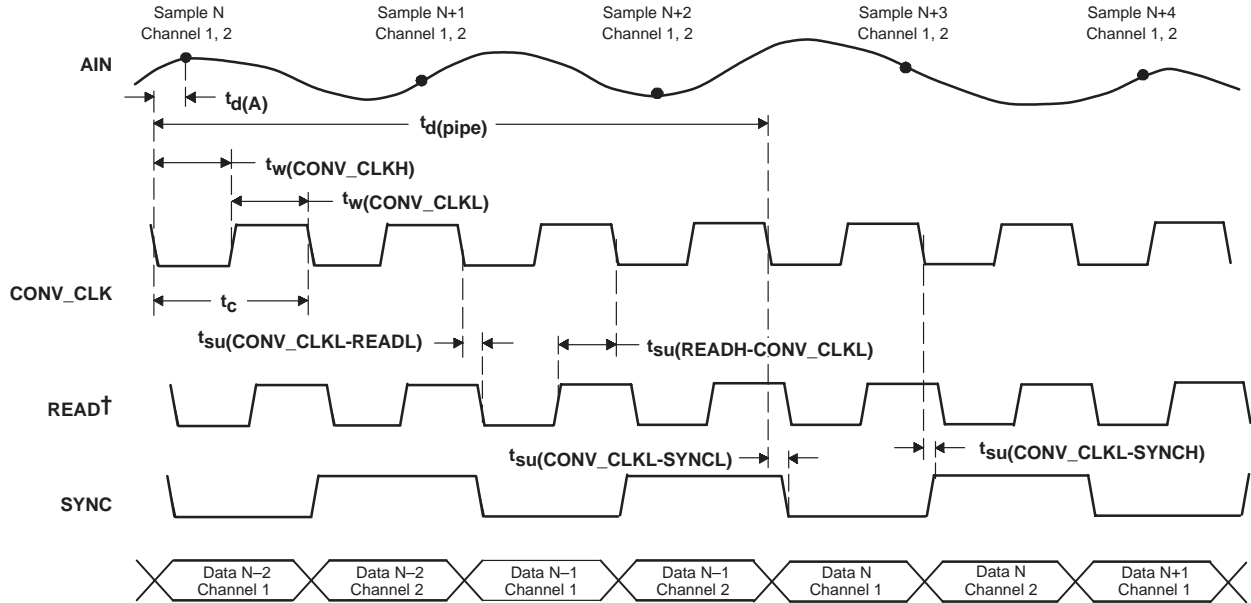 Sample N
Channel 1, 2
Sample N+1
Channel 1, 2
Sample N+2
Channel 1, 2
Sample N+3
Channel 1, 2
Sample N+4
Channel 1, 2
AIN
td(A)
td(pipe)
tw(CONV_CLKH)
tw(CONV_CLKL)
CONV_CLK
tc
tsu(CONV_CLKL-READL)
tsu(READH-CONV_CLKL)
READ†
tsu(CONV_CLKL-SYNCL)
tsu(CONV_CLKL-SYNCH)
SYNC
Data N–2
Channel 1
Data N–2
Channel 2
Data N–1
Channel 1
Data N–1
Channel 2
Data N
Channel 1
Data N
Channel 2
Data N+1
Channel 1